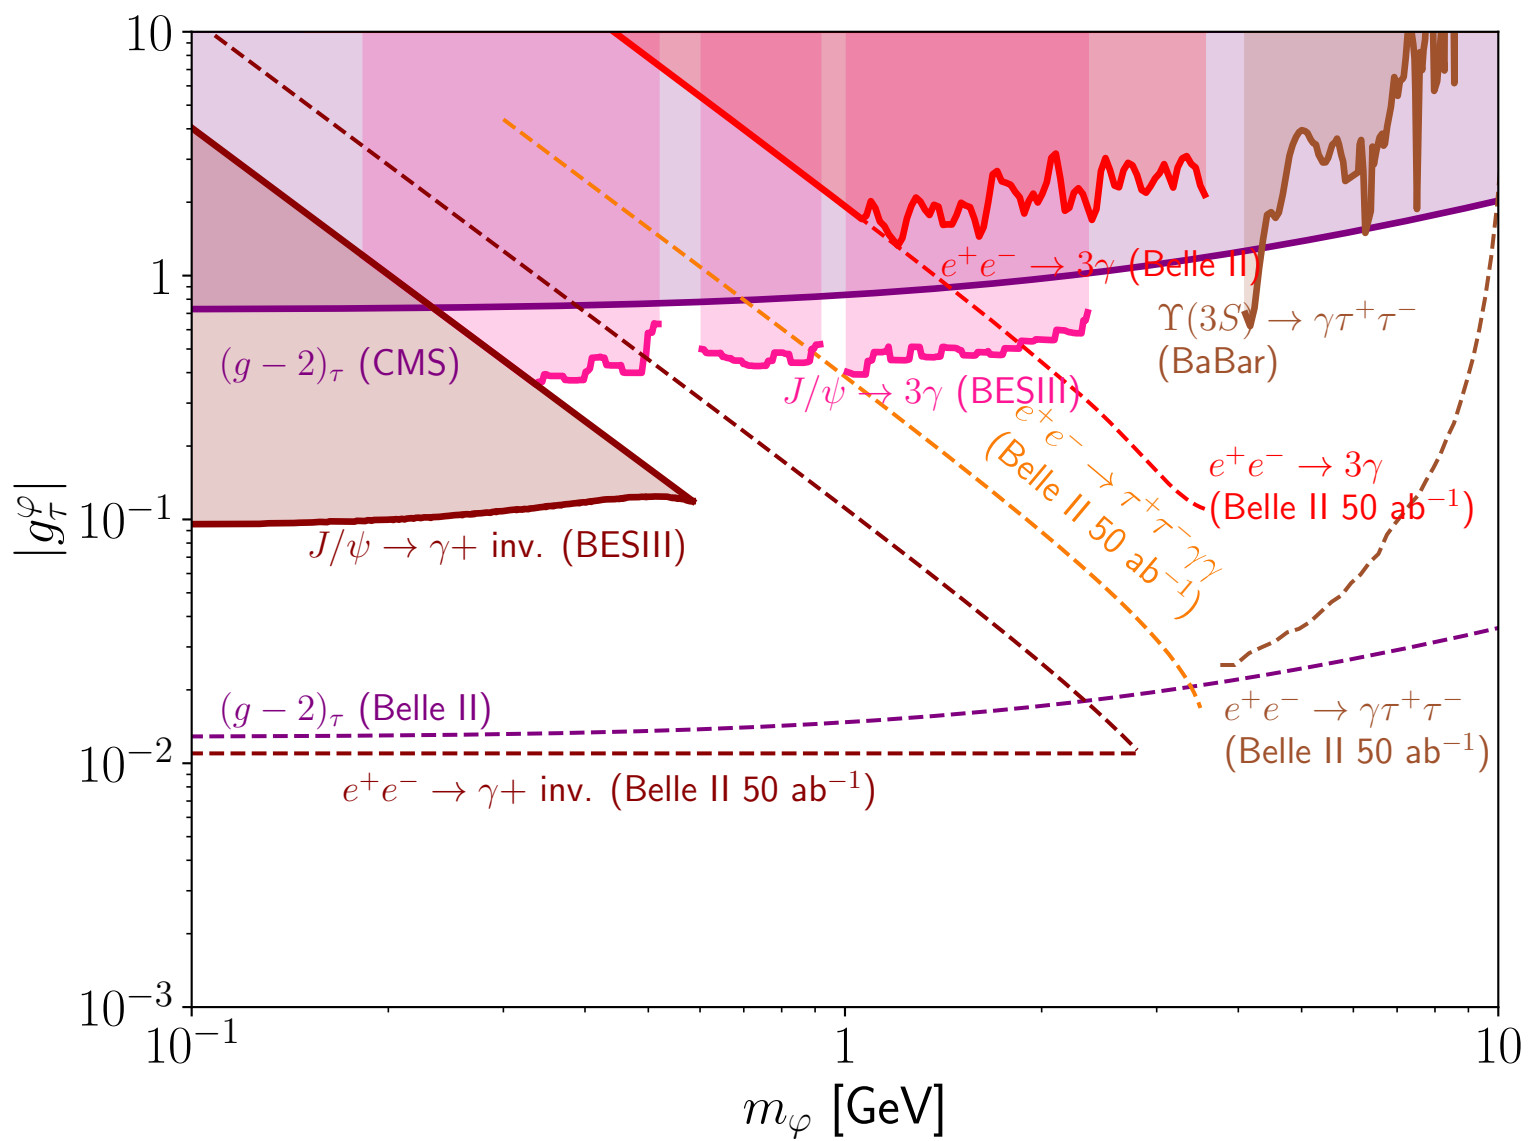 10
e⁺e⁻ → 3γ (Belle II)
1
Υ(3S) → γτ⁺τ⁻
(BaBar)
(g − 2)τ (CMS)
J/ψ → 3γ (BESIII)
e⁺e⁻ → τ⁺τ⁻γγ
(Belle II 50 ab⁻¹)
e⁺e⁻ → 3γ
(Belle II 50 ab⁻¹)
|g_τ^φ|
10⁻¹
J/ψ → γ+ inv. (BESIII)
(g − 2)τ (Belle II)
e⁺e⁻ → γτ⁺τ⁻
(Belle II 50 ab⁻¹)
10⁻²
e⁺e⁻ → γ+ inv. (Belle II 50 ab⁻¹)
10⁻³
10⁻¹ 1 10
m_φ [GeV]